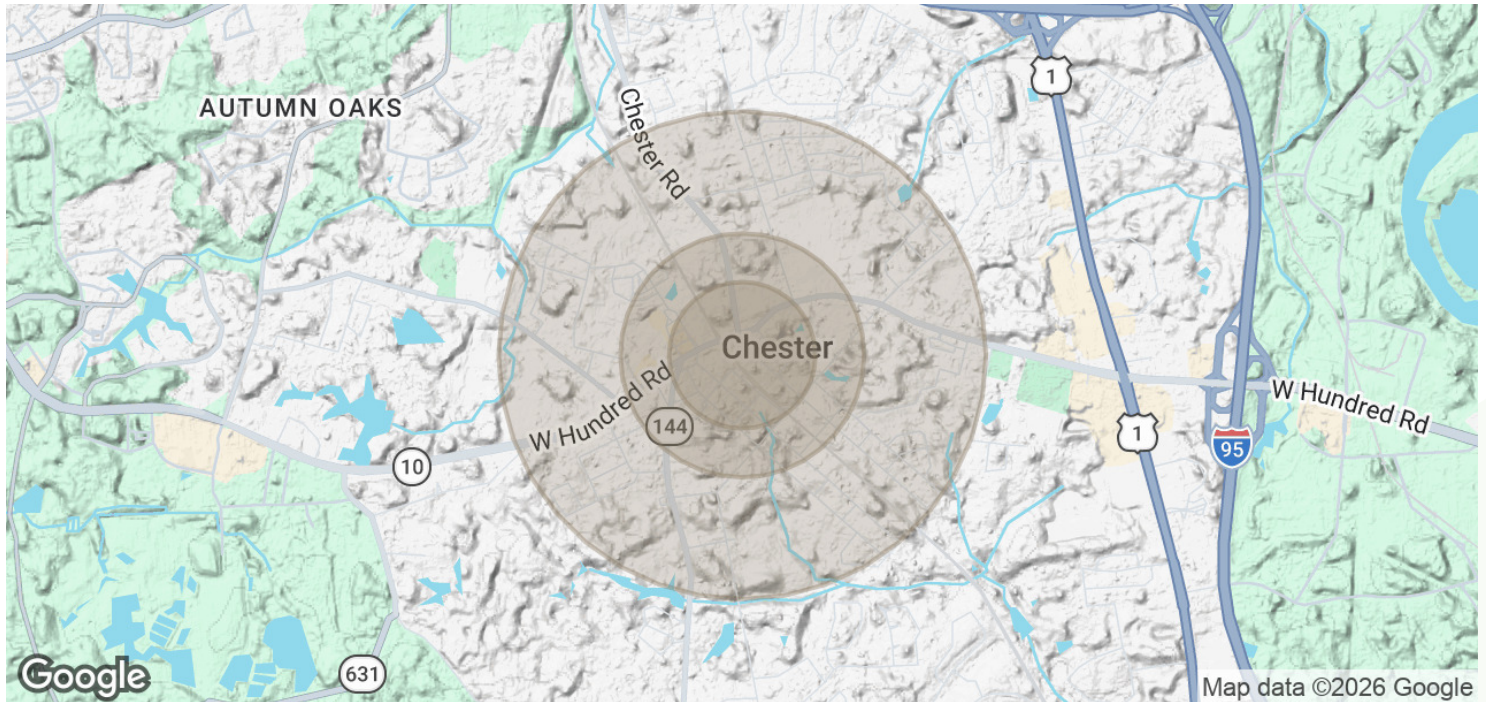 1
AUTUMN OAKS
Chester Rd
Chester
W Hundred Rd
W Hundred Rd
144
1
95
10
631
Google
Map data ©2026 Google